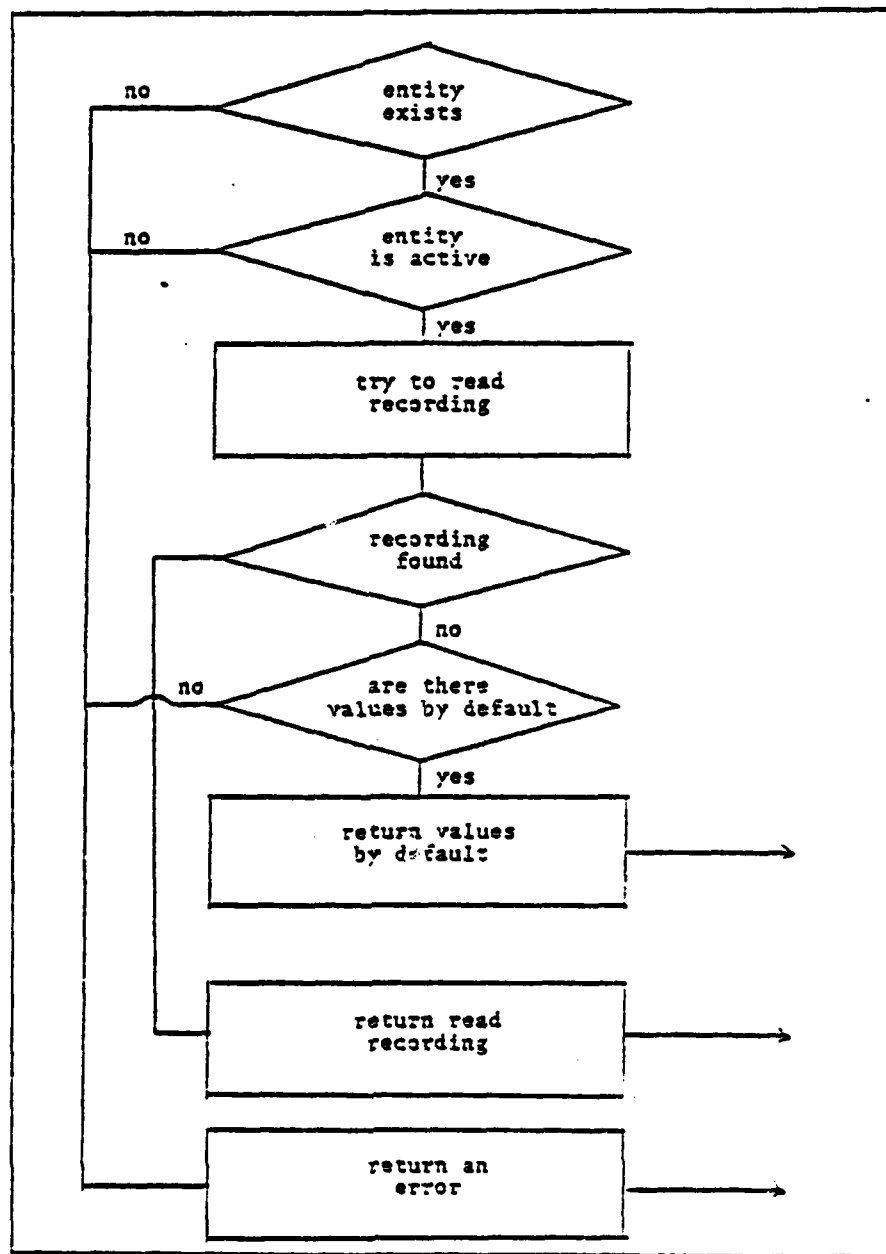 no
entity
exists
yes
no
entity
is active
yes
try to read
recording
recording
found
no
no
are there
values by default
yes
return values
by default
return read
recording
return an
error